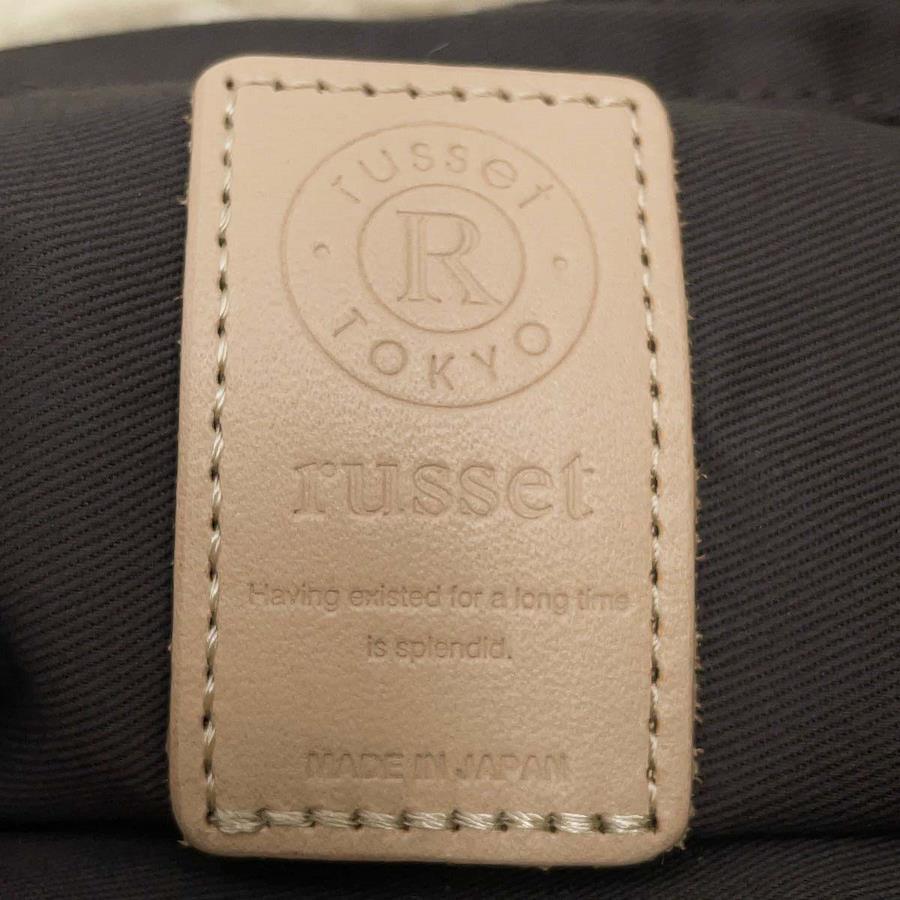 russet
R
TOKYO
russet
Having existed for a long time
is splendid.
MADE IN JAPAN